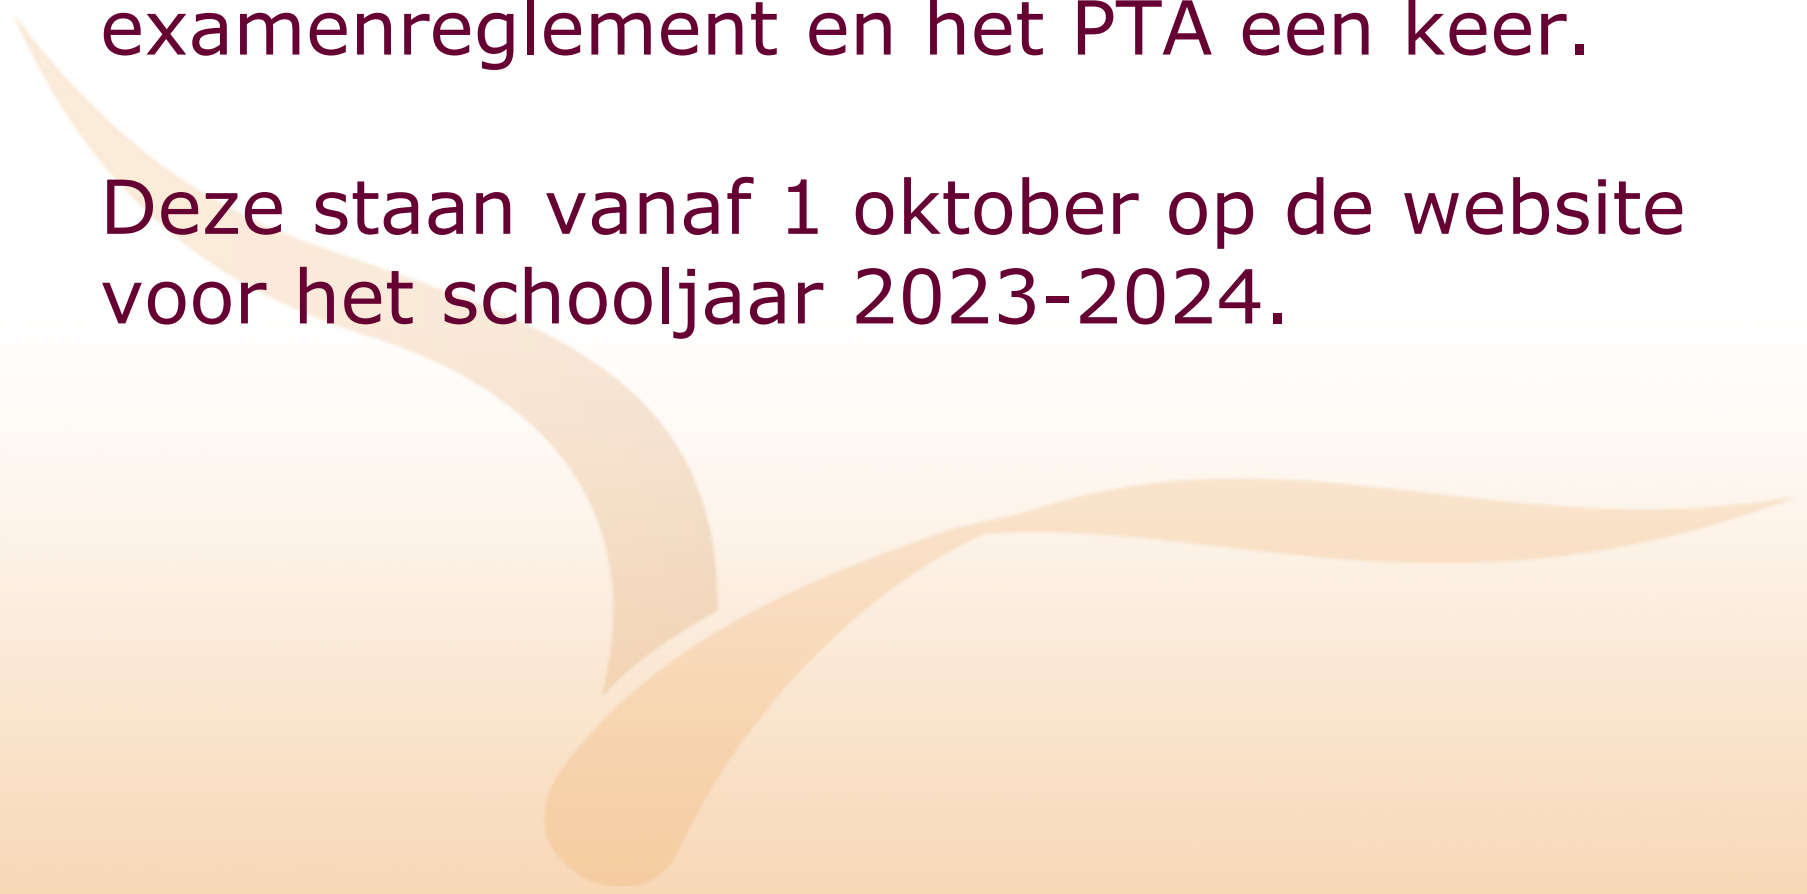 examenreglement en het PTA een keer.
Deze staan vanaf 1 oktober op de website
voor het schooljaar 2023-2024.